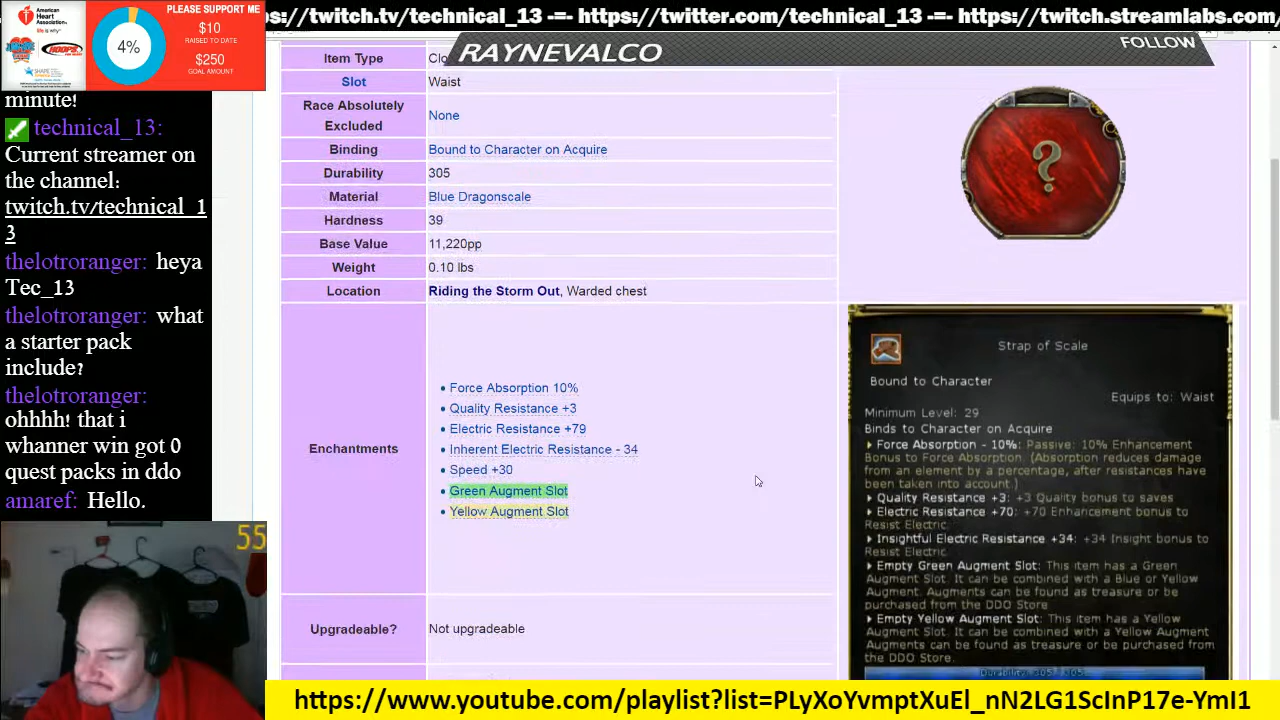 ps://twitch.tv/technical_13 -=- https://twitter.com/technical_13 -=- https://twitch.streamlabs.com/
American
Heart
Association®
PLEASE SUPPORT ME
$10
RAISED TO DATE
$250
GOAL AMOUNT
4%
RAYNEVALCO
FOLLOW
minute!
technical_13:
Current streamer on
the channel:
twitch.tv/technical_1
3
thelotroranger: heya
Tec_13
thelotroranger: what
a starter pack
include?
thelotroranger:
ohhhh! that i
whanner win got 0
quest packs in ddo
amaref: Hello.
55
Item Type Clo
Slot Waist
Race Absolutely
Excluded None
Binding Bound to Character on Acquire
Durability 305
Material Blue Dragonscale
Hardness 39
Base Value 11,220pp
Weight 0.10 lbs
Location Riding the Storm Out, Warded chest
Enchantments
• Force Absorption 10%
• Quality Resistance +3
• Electric Resistance +79
• Inherent Electric Resistance - 34
• Speed +30
• Green Augment Slot
• Yellow Augment Slot
Upgradeable? Not upgradeable
?
Strap of Scale
Bound to Character
Equips to: Waist
Minimum Level: 29
Binds to Character on Acquire
Force Absorption - 10%: Passive: 10% Enhancement
Bonus to Force Absorption. (Absorption reduces damage
from an element by a percentage, after resistances have
been taken into account.)
Quality Resistance +3: +3 Quality bonus to saves
Electric Resistance +70: +70 Enhancement bonus to
Resist Electric.
Insightful Electric Resistance +34: +34 Insight bonus to
Resist Electric.
Empty Green Augment Slot: This item has a Green
Augment Slot. It can be combined with a Blue or Yellow
Augment. Augments can be found as treasure or be
purchased from the DDO Store
Empty Yellow Augment Slot: This item has a Yellow
Augment Slot. It can be combined with a Yellow Augment
Augments can be found as treasure or be purchased from
the DDO Store.
Durability: 305 / 305
https://www.youtube.com/playlist?list=PLyXoYvmptXuEl_nN2LG1ScInP17e-YmI1